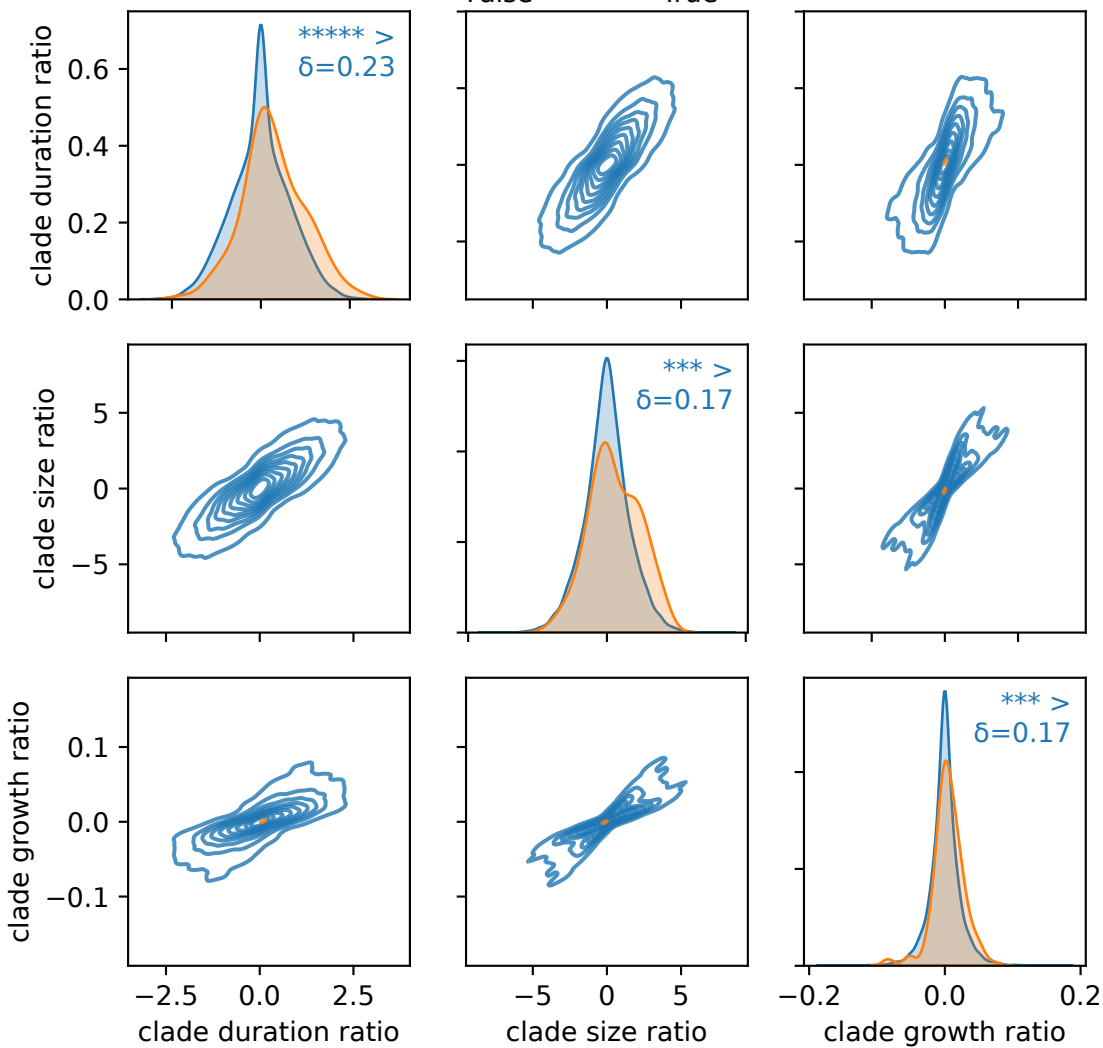 ***** >
δ=0.23
clade duration ratio
0.6
0.4
0.2
0.0
*** >
δ=0.17
clade size ratio
5
0
−5
*** >
δ=0.17
clade growth ratio
0.1
0.0
−0.1
−2.5 0.0 2.5
−5 0 5
−0.2 0.0 0.2
clade duration ratio
clade size ratio
clade growth ratio